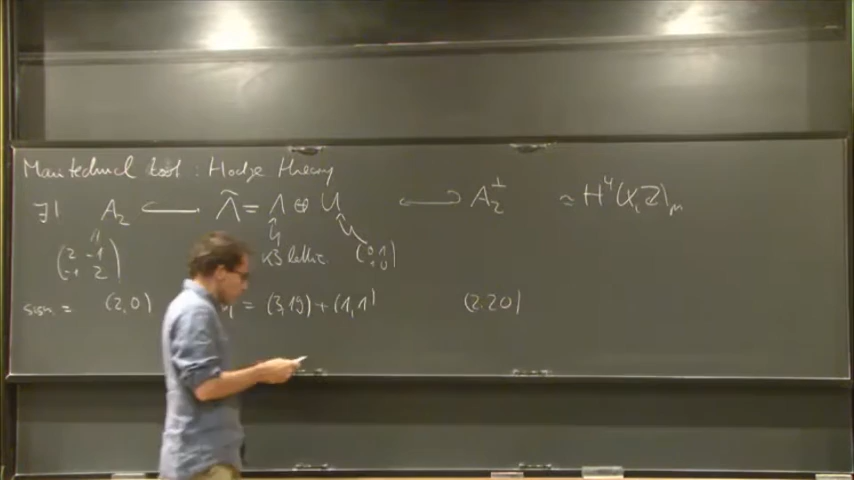 Main technical tool : Hodge theory
∃! A₂ ↪ Λ̃ = Λ ⊕ U ↩ A₂^⊥ ≃ H⁴(X,Z)
(2 -1 -1 2) K3 lattice (0 1 1 0)
sign. = (2,0) = (3,19) + (1,1) (2,20)